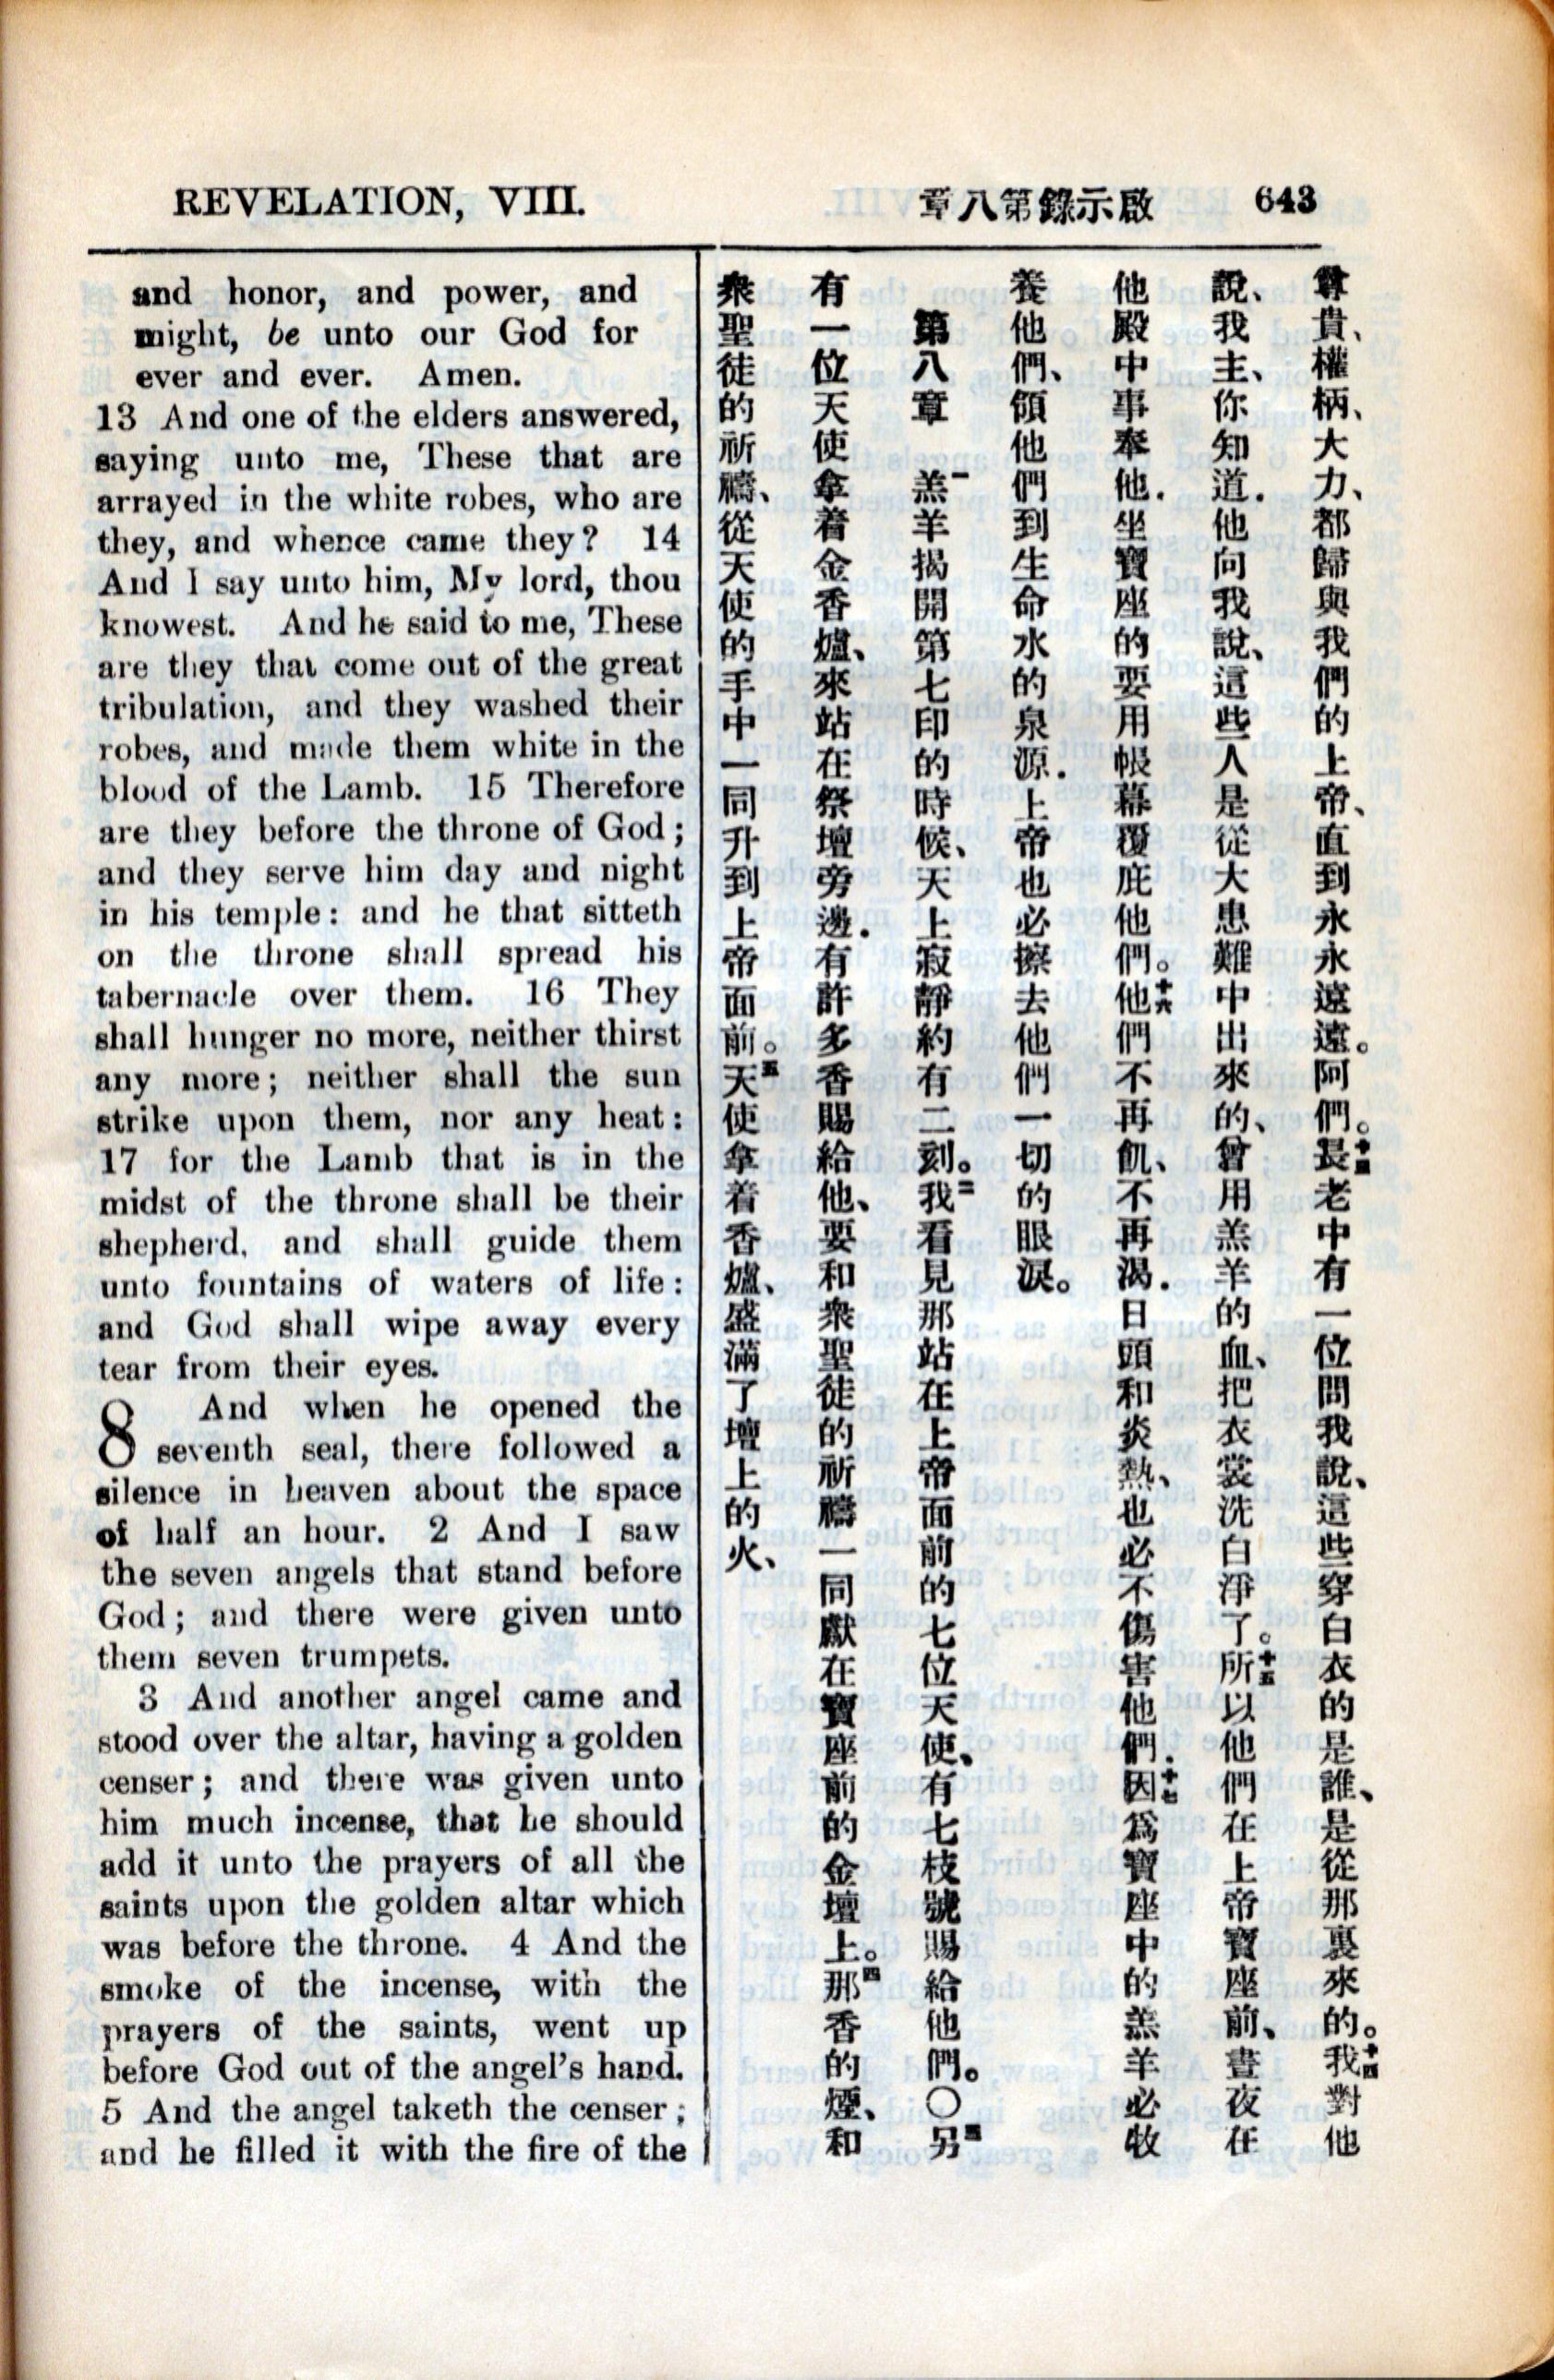 REVELATION, VIII.
章八第錄示啟 643
and honor, and power, and
might, be unto our God for
ever and ever. Amen.
13 And one of the elders answered,
saying unto me, These that are
arrayed in the white robes, who are
they, and whence came they? 14
And I say unto him, My lord, thou
knowest. And he said to me, These
are they that come out of the great
tribulation, and they washed their
robes, and made them white in the
blood of the Lamb. 15 Therefore
are they before the throne of God;
and they serve him day and night
in his temple: and he that sitteth
on the throne shall spread his
tabernacle over them. 16 They
shall hunger no more, neither thirst
any more; neither shall the sun
strike upon them, nor any heat:
17 for the Lamb that is in the
midst of the throne shall be their
shepherd, and shall guide them
unto fountains of waters of life:
and God shall wipe away every
tear from their eyes.
8 And when he opened the
seventh seal, there followed a
silence in heaven about the space
of half an hour. 2 And I saw
the seven angels that stand before
God; and there were given unto
them seven trumpets.
3 And another angel came and
stood over the altar, having a golden
censer; and there was given unto
him much incense, that he should
add it unto the prayers of all the
saints upon the golden altar which
was before the throne. 4 And the
smoke of the incense, with the
prayers of the saints, went up
before God out of the angel's hand.
5 And the angel taketh the censer;
and he filled it with the fire of the
尊貴、權柄、大力、都歸與我們的上帝、直到永永遠遠。阿們。十三長老中有一位問我說、這些穿白衣的是誰、是從那裏來的。十四我對他
說、我主、你知道.他向我說、這些人是從大患難中出來的、曾用羔羊的血、把衣裳洗白淨了。十五所以他們在上帝寶座前、晝夜在
他殿中事奉他.坐寶座的要用帳幕覆庇他們。十六他們不再飢、不再渴.日頭和炎熱、也必不傷害他們.十七因爲寶座中的羔羊必牧
養他們、領他們到生命水的泉源.上帝也必擦去他們一切的眼淚。
第八章 一羔羊揭開第七印的時候、天上寂靜約有二刻。二我看見那站在上帝面前的七位天使、有七枝號賜給他們。〇三另
有一位天使拿着金香爐、來站在祭壇旁邊.有許多香賜給他、要和衆聖徒的祈禱一同獻在寶座前的金壇上。四那香的煙、和
衆聖徒的祈禱、從天使的手中一同升到上帝面前。五天使拿着香爐、盛滿了壇上的火、